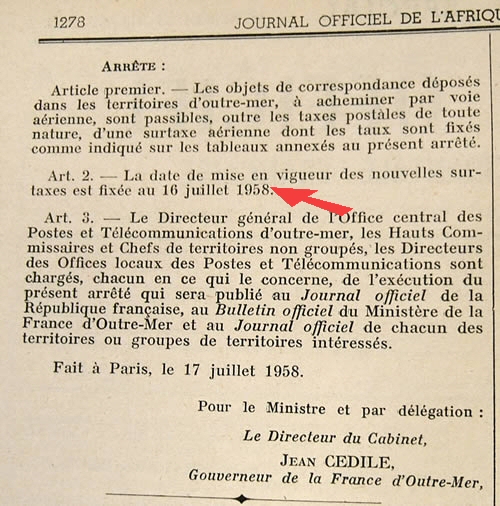 1278
JOURNAL OFFICIEL DE L'AFRIQU
ARRÊTE :
Article premier. — Les objets de correspondance déposés
dans les territoires d'outre-mer, à acheminer par voie
aérienne, sont passibles, outre les taxes postales de toute
nature, d'une surtaxe aérienne dont les taux sont fixés
comme indiqué sur les tableaux annexés au présent arrêté.
Art. 2. — La date de mise en vigueur des nouvelles sur-
taxes est fixée au 16 juillet 1958.
Art. 3. — Le Directeur général de l'Office central des
Postes et Télécommunications d'outre-mer, les Hauts Com-
missaires et Chefs de territoires non groupés, les Directeurs
des Offices locaux des Postes et Télécommunications sont
chargés, chacun en ce qui le concerne, de l'exécution du
présent arrêté qui sera publié au Journal officiel de la
République française, au Bulletin officiel du Ministère de la
France d'Outre-Mer et au Journal officiel de chacun des
territoires ou groupes de territoires intéressés.
Fait à Paris, le 17 juillet 1958.
Pour le Ministre et par délégation :
Le Directeur du Cabinet,
JEAN CEDILE,
Gouverneur de la France d'Outre-Mer,